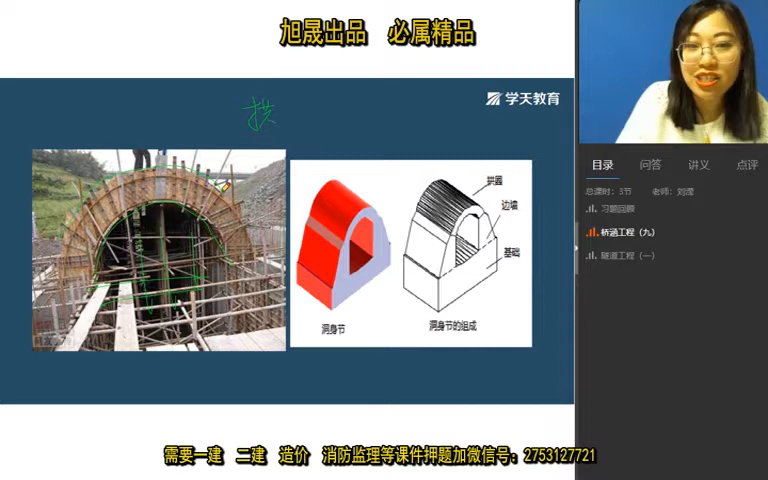 旭晟出品 必属精品
学天教育
拱
拱圈
边墙
基础
洞身节
洞身节的组成
目录 问答 讲义 点评
总课时：3节 老师：刘滢
习题回顾
桥涵工程（九）
隧道工程（一）
需要一建 二建 造价 消防监理等课件押题加微信号：2753127721